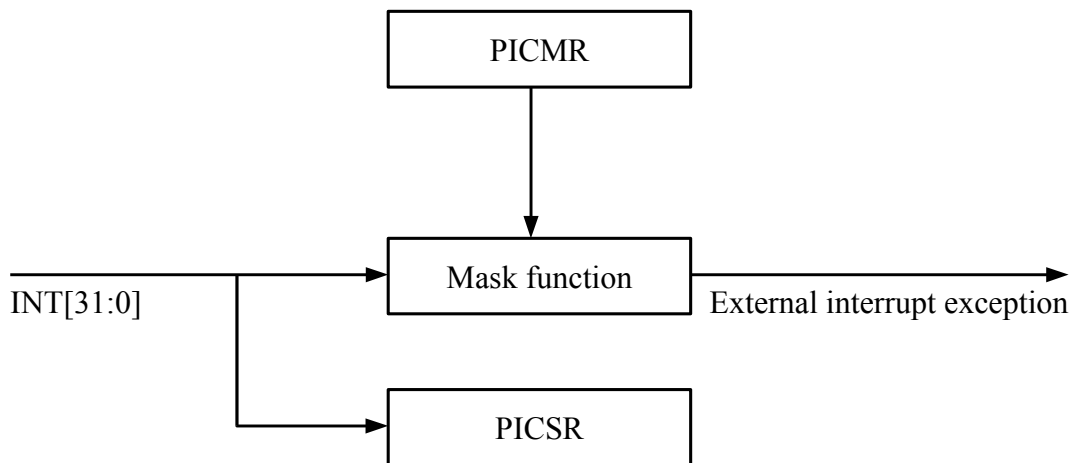 PICMR
Mask function
INT[31:0]
External interrupt exception
PICSR